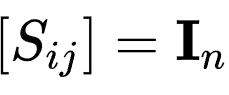 [S_{ij}] = \mathbf{I}_n